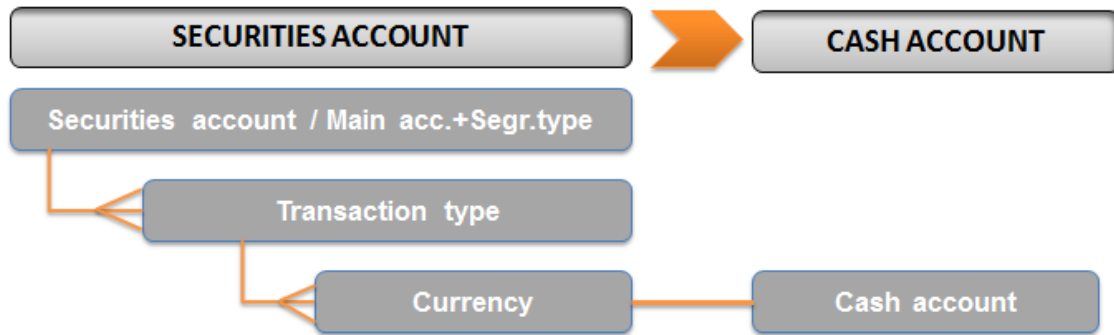 SECURITIES ACCOUNT
CASH ACCOUNT
Securities account / Main acc.+Segr.type
Transaction type
Currency
Cash account